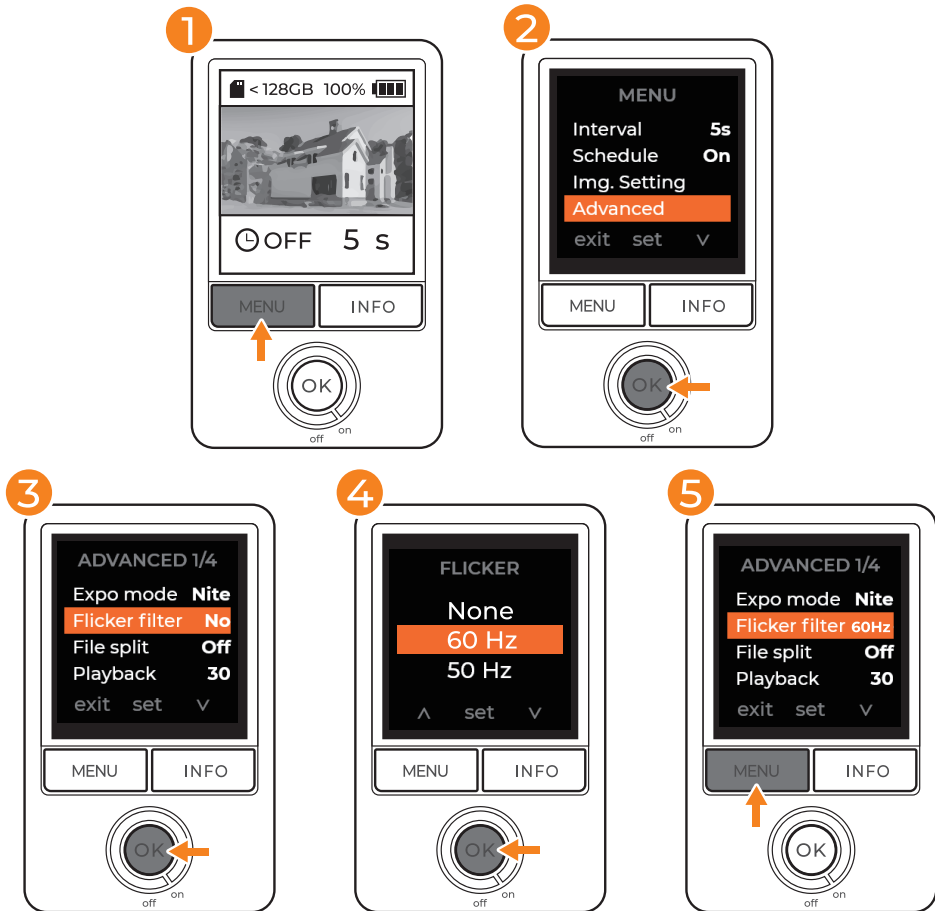 1
< 128GB 100%
OFF 5 s
MENU INFO
OK
off on
2
MENU
Interval 5s
Schedule On
Img. Setting
Advanced
exit set ∨
MENU INFO
OK
off on
3
ADVANCED 1/4
Expo mode Nite
Flicker filter No
File split Off
Playback 30
exit set ∨
MENU INFO
OK
off on
4
FLICKER
None
60 Hz
50 Hz
∧ set ∨
MENU INFO
OK
off on
5
ADVANCED 1/4
Expo mode Nite
Flicker filter 60Hz
File split Off
Playback 30
exit set ∨
MENU INFO
OK
off on